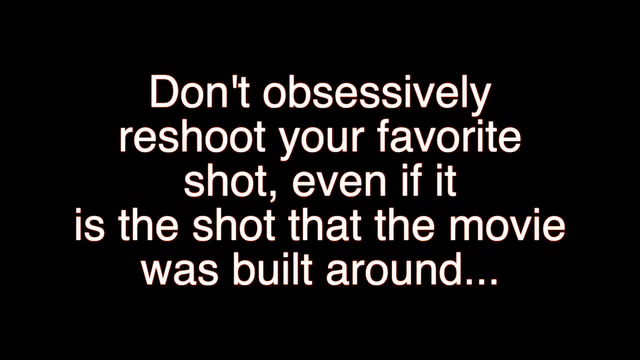 Don't obsessively
reshoot your favorite
shot, even if it
is the shot that the movie
was built around...